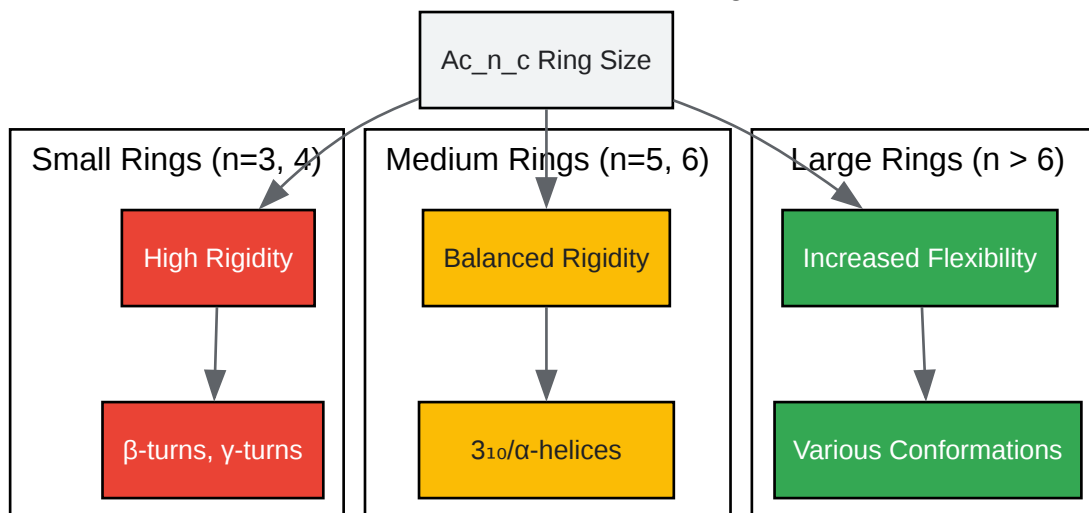 Ac_n_c Ring Size
Small Rings (n=3, 4)
Medium Rings (n=5, 6)
Large Rings (n > 6)
High Rigidity
Balanced Rigidity
Increased Flexibility
β-turns, γ-turns
3₁₀/α-helices
Various Conformations